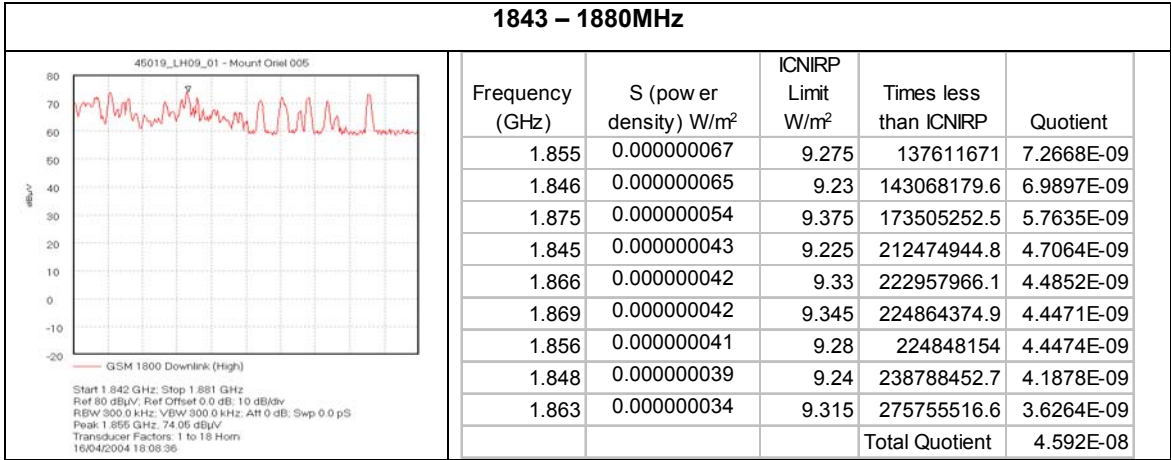 1843 – 1880MHz
45019_LH09_01 - Mount Oriel 005
80
70
60
50
40
30
20
10
0
-10
-20
dBµV
GSM 1800 Downlink (High)
Start 1.842 GHz; Stop 1.881 GHz
Ref 80 dBµV; Ref Offset 0.0 dB; 10 dB/div
RBW 300.0 kHz; VBW 300.0 kHz; Att 0 dB; Swp 0.0 pS
Peak 1.855 GHz, 74.05 dBµV
Transducer Factors: 1 to 18 Horn
16/04/2004 18:08:36
Frequency (GHz) S (pow er density) W/m² ICNIRP Limit W/m² Times less than ICNIRP Quotient
1.855 0.000000067 9.275 137611671 7.2668E-09
1.846 0.000000065 9.23 143068179.6 6.9897E-09
1.875 0.000000054 9.375 173505252.5 5.7635E-09
1.845 0.000000043 9.225 212474944.8 4.7064E-09
1.866 0.000000042 9.33 222957966.1 4.4852E-09
1.869 0.000000042 9.345 224864374.9 4.4471E-09
1.856 0.000000041 9.28 224848154 4.4474E-09
1.848 0.000000039 9.24 238788452.7 4.1878E-09
1.863 0.000000034 9.315 275755516.6 3.6264E-09
Total Quotient 4.592E-08